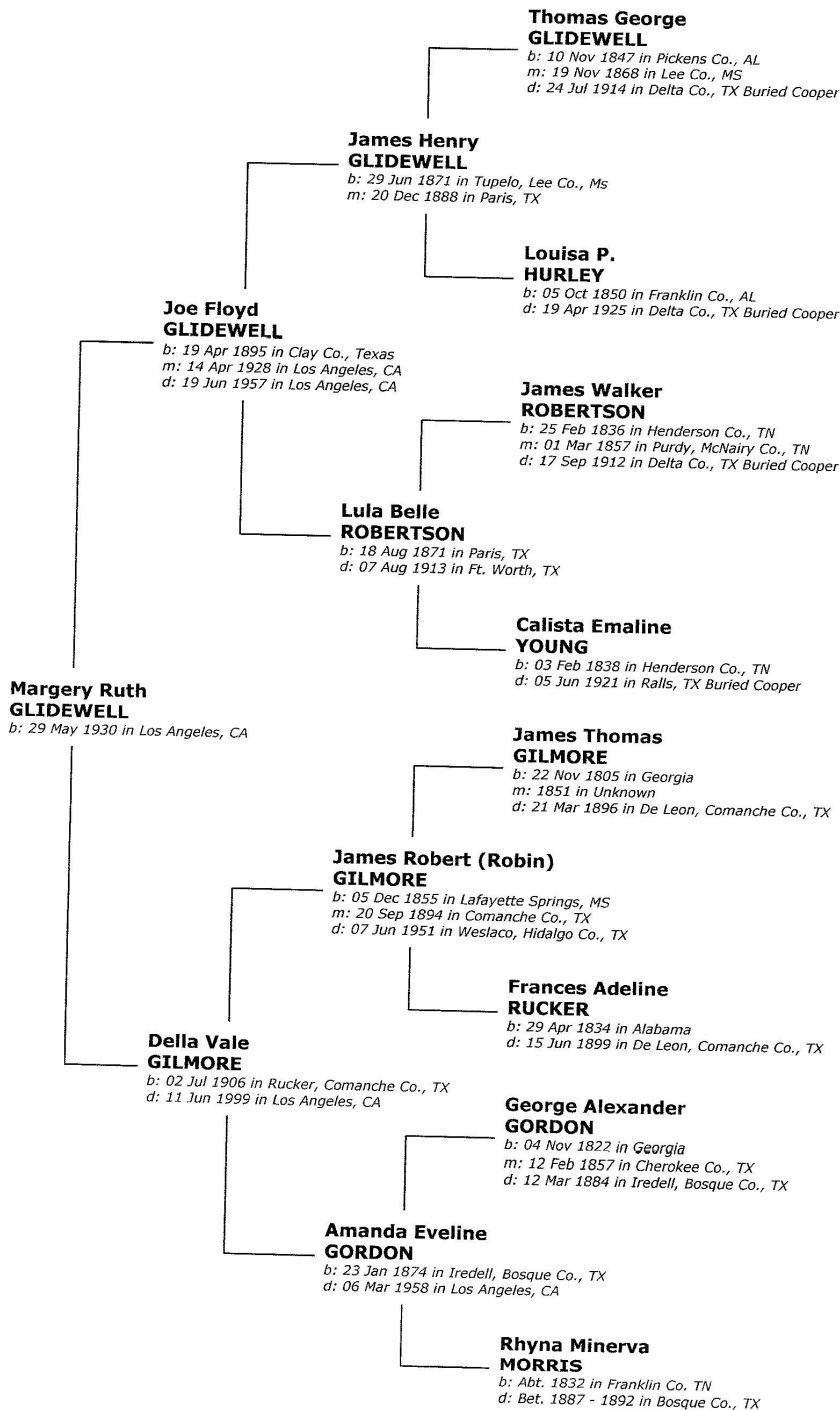 Thomas George
GLIDEWELL
b: 10 Nov 1847 in Pickens Co., AL
m: 19 Nov 1868 in Lee Co., MS
d: 24 Jul 1914 in Delta Co., TX Buried Cooper
James Henry
GLIDEWELL
b: 29 Jun 1871 in Tupelo, Lee Co., Ms
m: 20 Dec 1888 in Paris, TX
Louisa P.
HURLEY
b: 05 Oct 1850 in Franklin Co., AL
d: 19 Apr 1925 in Delta Co., TX Buried Cooper
Joe Floyd
GLIDEWELL
b: 19 Apr 1895 in Clay Co., Texas
m: 14 Apr 1928 in Los Angeles, CA
d: 19 Jun 1957 in Los Angeles, CA
James Walker
ROBERTSON
b: 25 Feb 1836 in Henderson Co., TN
m: 01 Mar 1857 in Purdy, McNairy Co., TN
d: 17 Sep 1912 in Delta Co., TX Buried Cooper
Lula Belle
ROBERTSON
b: 18 Aug 1871 in Paris, TX
d: 07 Aug 1913 in Ft. Worth, TX
Calista Emaline
YOUNG
b: 03 Feb 1838 in Henderson Co., TN
d: 05 Jun 1921 in Ralls, TX Buried Cooper
Margery Ruth
GLIDEWELL
b: 29 May 1930 in Los Angeles, CA
James Thomas
GILMORE
b: 22 Nov 1805 in Georgia
m: 1851 in Unknown
d: 21 Mar 1896 in De Leon, Comanche Co., TX
James Robert (Robin)
GILMORE
b: 05 Dec 1855 in Lafayette Springs, MS
m: 20 Sep 1894 in Comanche Co., TX
d: 07 Jun 1951 in Weslaco, Hidalgo Co., TX
Frances Adeline
RUCKER
b: 29 Apr 1834 in Alabama
d: 15 Jun 1899 in De Leon, Comanche Co., TX
Della Vale
GILMORE
b: 02 Jul 1906 in Rucker, Comanche Co., TX
d: 11 Jun 1999 in Los Angeles, CA
George Alexander
GORDON
b: 04 Nov 1822 in Georgia
m: 12 Feb 1857 in Cherokee Co., TX
d: 12 Mar 1884 in Iredell, Bosque Co., TX
Amanda Eveline
GORDON
b: 23 Jan 1874 in Iredell, Bosque Co., TX
d: 06 Mar 1958 in Los Angeles, CA
Rhyna Minerva
MORRIS
b: Abt. 1832 in Franklin Co. TN
d: Bet. 1887 - 1892 in Bosque Co., TX